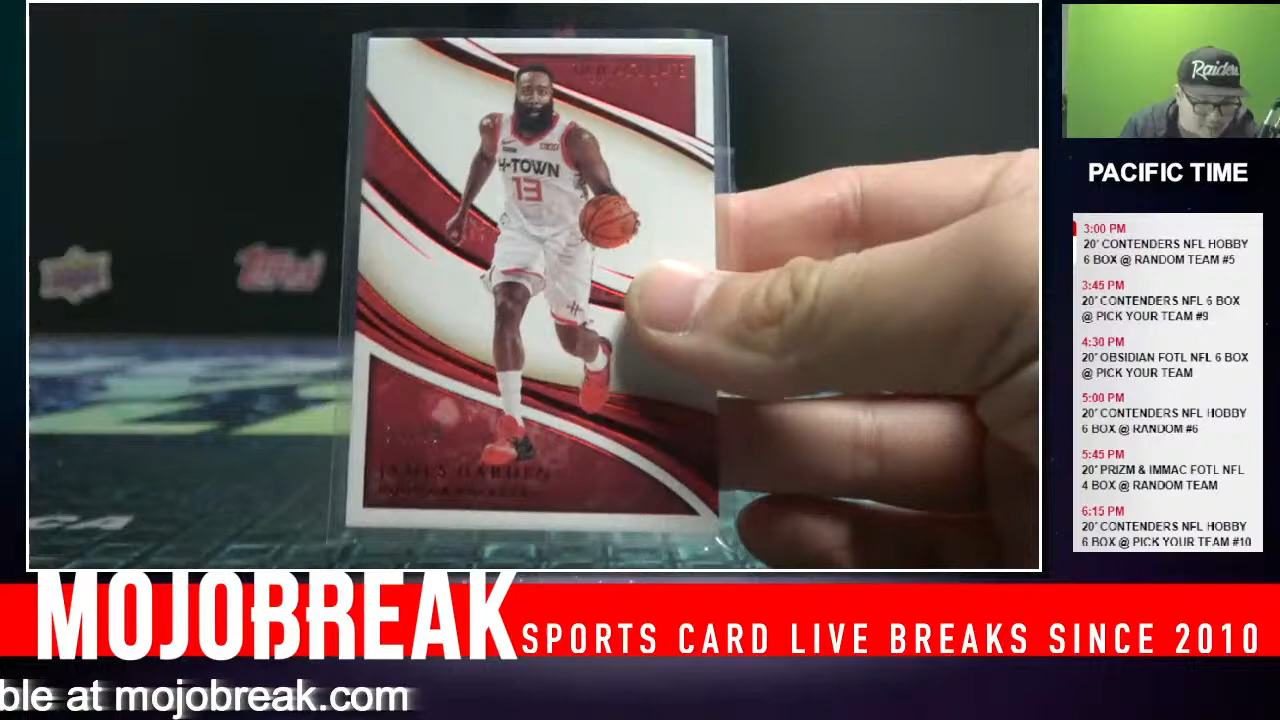 IMMACULATE
Raiders
H-TOWN
13
Topps
JAMES HARDEN
PACIFIC TIME
3:00 PM
20' CONTENDERS NFL HOBBY
6 BOX @ RANDOM TEAM #5
3:45 PM
20' CONTENDERS NFL 6 BOX
@ PICK YOUR TEAM #9
4:30 PM
20' OBSIDIAN FOTL NFL 6 BOX
@ PICK YOUR TEAM
5:00 PM
20' CONTENDERS NFL HOBBY
6 BOX @ RANDOM #6
5:45 PM
20' PRIZM & IMMAC FOTL NFL
4 BOX @ RANDOM TEAM
6:15 PM
20' CONTENDERS NFL HOBBY
6 BOX @ PICK YOUR TEAM #10
MOJOBREAK
SPORTS CARD LIVE BREAKS SINCE 2010
ble at mojobreak.com